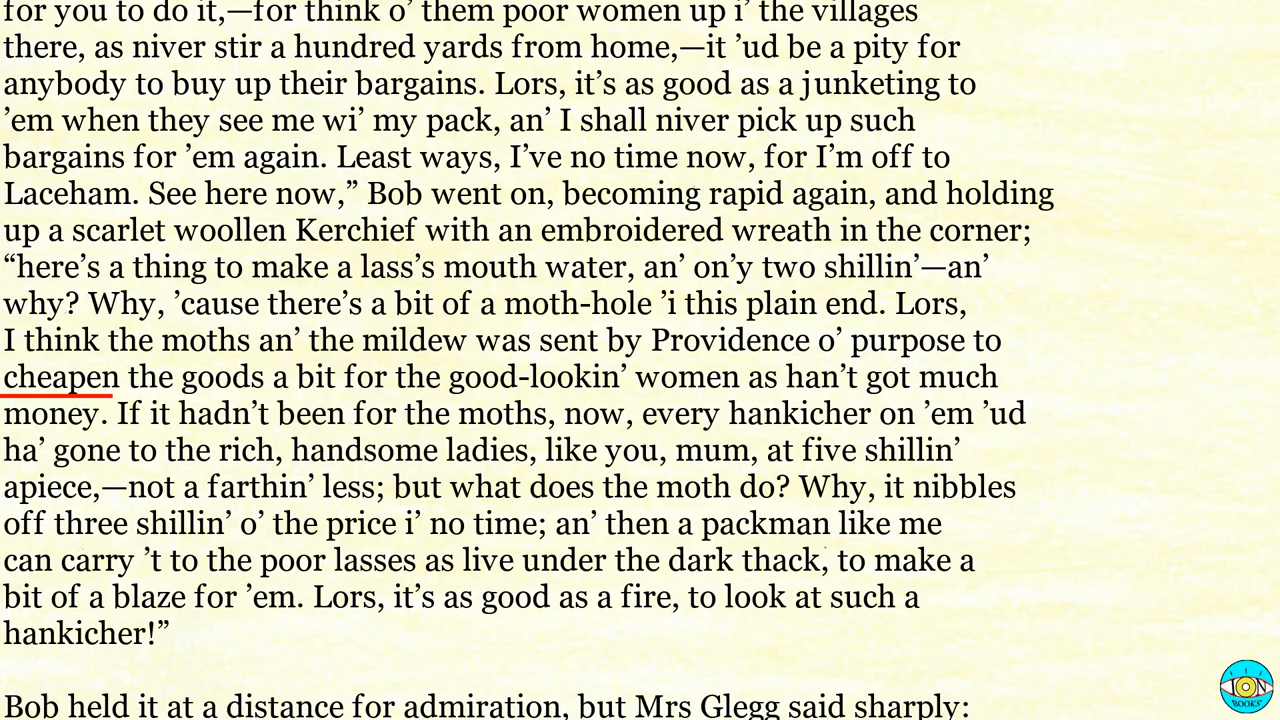 for you to do it,—for think o’ them poor women up i’ the villages
there, as niver stir a hundred yards from home,—it ’ud be a pity for
anybody to buy up their bargains. Lors, it’s as good as a junketing to
’em when they see me wi’ my pack, an’ I shall niver pick up such
bargains for ’em again. Least ways, I’ve no time now, for I’m off to
Laceham. See here now,” Bob went on, becoming rapid again, and holding
up a scarlet woollen Kerchief with an embroidered wreath in the corner;
“here’s a thing to make a lass’s mouth water, an’ on’y two shillin’—an’
why? Why, ’cause there’s a bit of a moth-hole ’i this plain end. Lors,
I think the moths an’ the mildew was sent by Providence o’ purpose to
cheapen the goods a bit for the good-lookin’ women as han’t got much
money. If it hadn’t been for the moths, now, every hankicher on ’em ’ud
ha’ gone to the rich, handsome ladies, like you, mum, at five shillin’
apiece,—not a farthin’ less; but what does the moth do? Why, it nibbles
off three shillin’ o’ the price i’ no time; an’ then a packman like me
can carry ’t to the poor lasses as live under the dark thack, to make a
bit of a blaze for ’em. Lors, it’s as good as a fire, to look at such a
hankicher!”
Bob held it at a distance for admiration, but Mrs Glegg said sharply:
ION
BOOKS